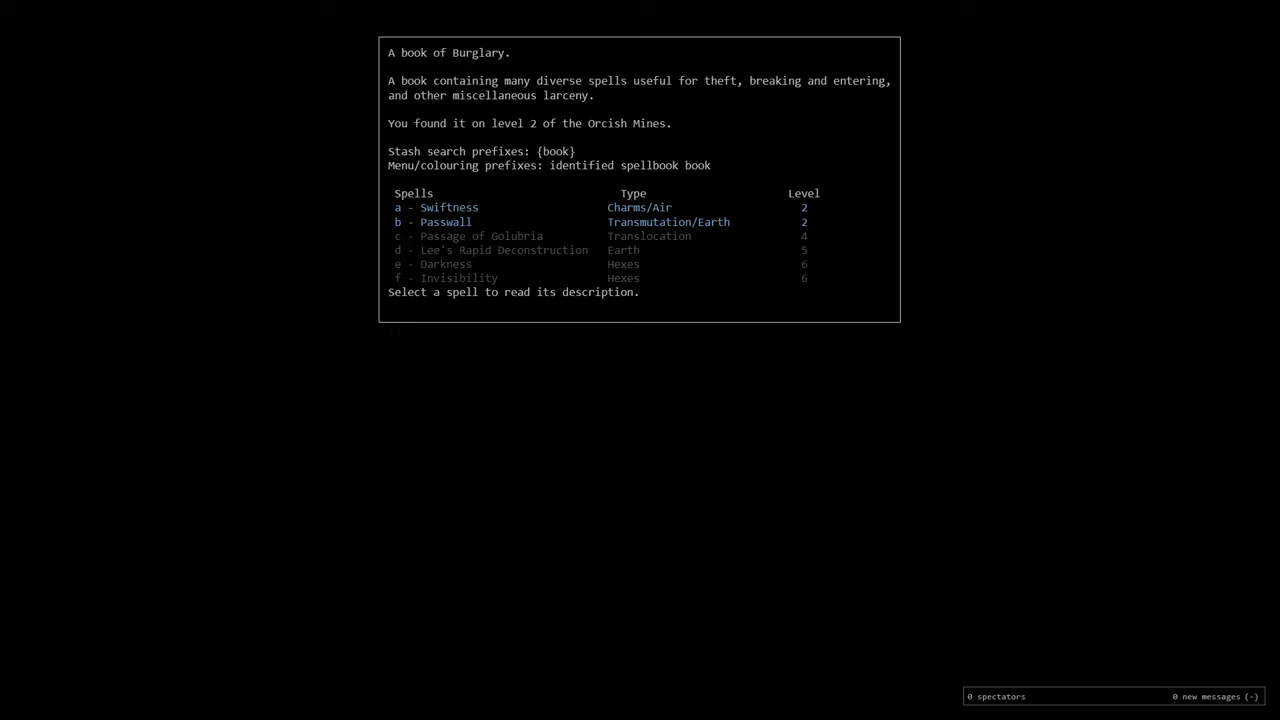 A book of Burglary.
A book containing many diverse spells useful for theft, breaking and entering,
and other miscellaneous larceny.
You found it on level 2 of the Orcish Mines.
Stash search prefixes: {book}
Menu/colouring prefixes: identified spellbook book
Spells Type Level
a - Swiftness Charms/Air 2
b - Passwall Transmutation/Earth 2
c - Passage of Golubria Translocation 4
d - Lee's Rapid Deconstruction Earth 5
e - Darkness Hexes 6
f - Invisibility Hexes 6
Select a spell to read its description.
0 spectators 0 new messages (-)